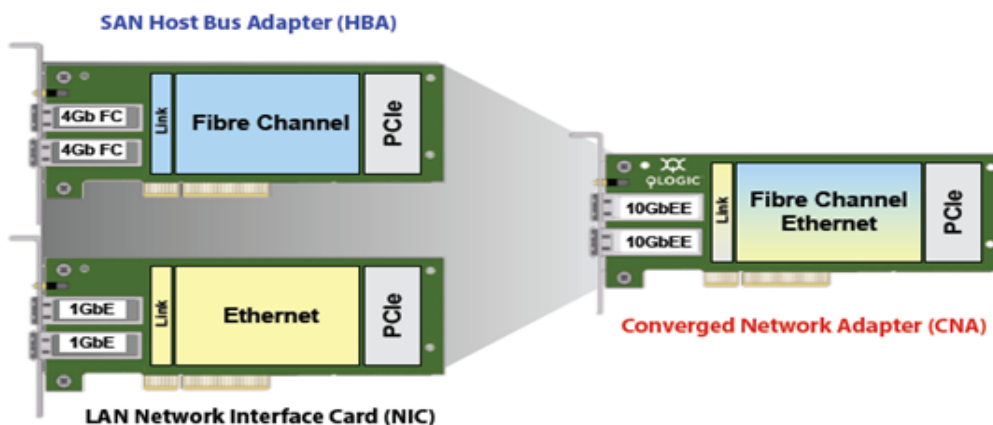 SAN Host Bus Adapter (HBA)
4Gb FC
4Gb FC
Link
Fibre Channel
PCIe
1GbE
1GbE
Link
Ethernet
PCIe
LAN Network Interface Card (NIC)
QLOGIC
10GbEE
10GbEE
Link
Fibre Channel
Ethernet
PCIe
Converged Network Adapter (CNA)